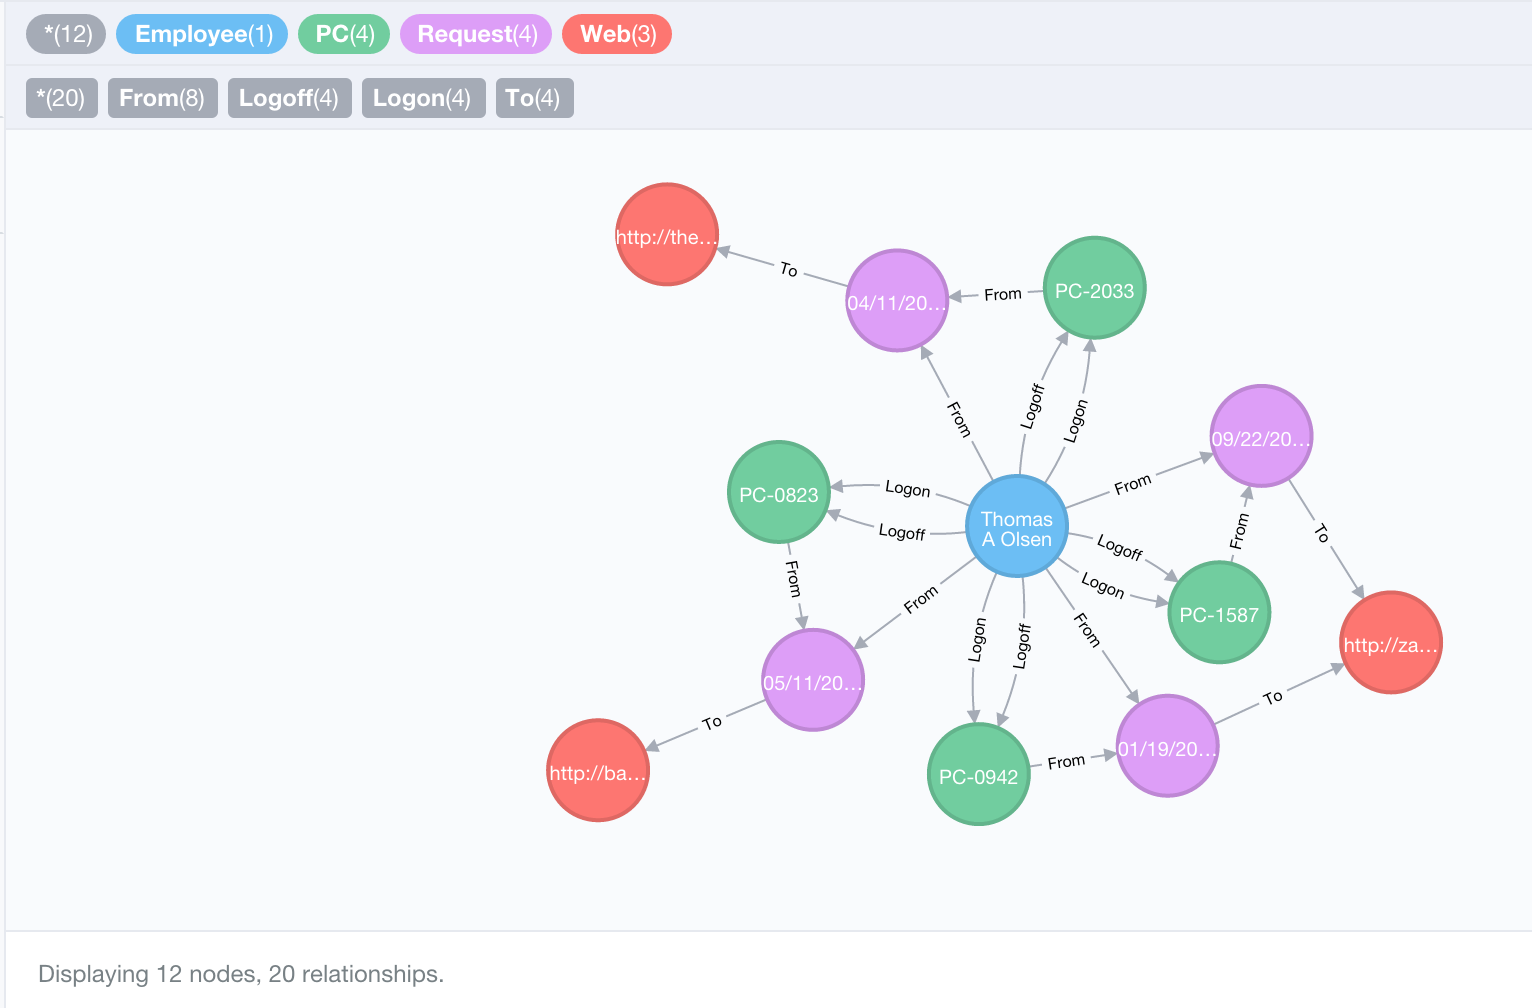 *(12) Employee(1) PC(4) Request(4) Web(3)
*(20) From(8) Logoff(4) Logon(4) To(4)
http://the…
To
04/11/20…
From
PC-2033
From
Logoff
Logon
09/22/20…
From
PC-0823
Logon
Logoff
Thomas
A Olsen
Logoff
Logon
From
To
PC-1587
From
From
Logon
Logoff
From
http://za…
05/11/20…
To
http://ba…
PC-0942
From
01/19/20…
To
Displaying 12 nodes, 20 relationships.